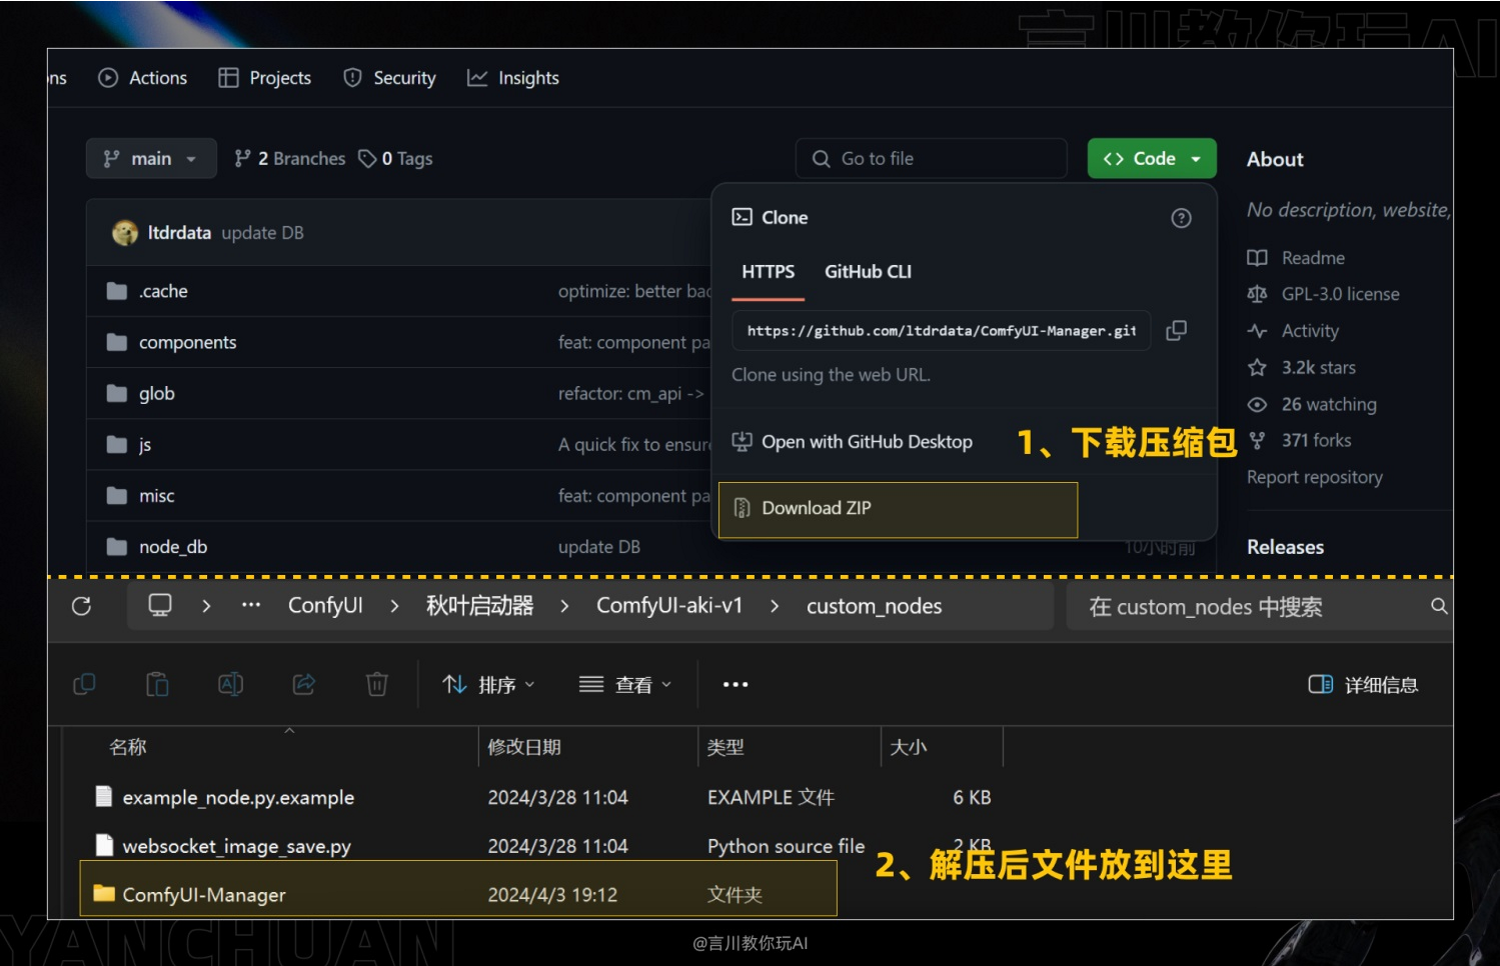 言川教你玩AI
ns Actions Projects Security Insights
main 2 Branches 0 Tags Go to file Code About
No description, website,
Clone
ltdrdata update DB
HTTPS GitHub CLI
Readme
.cache optimize: better bac
GPL-3.0 license
https://github.com/ltdrdata/ComfyUI-Manager.git
Activity
components feat: component pa
Clone using the web URL.
3.2k stars
glob refactor: cm_api ->
26 watching
Open with GitHub Desktop
1、下载压缩包
371 forks
js A quick fix to ensure
Report repository
misc feat: component pa
Download ZIP
node_db update DB 10小时前
Releases
ConfyUI 秋叶启动器 ComfyUI-aki-v1 custom_nodes 在 custom_nodes 中搜索
排序 查看 ··· 详细信息
名称 修改日期 类型 大小
example_node.py.example 2024/3/28 11:04 EXAMPLE 文件 6 KB
websocket_image_save.py 2024/3/28 11:04 Python source file 2 KB
2、解压后文件放到这里
ComfyUI-Manager 2024/4/3 19:12 文件夹
YANCHUAN
@言川教你玩AI